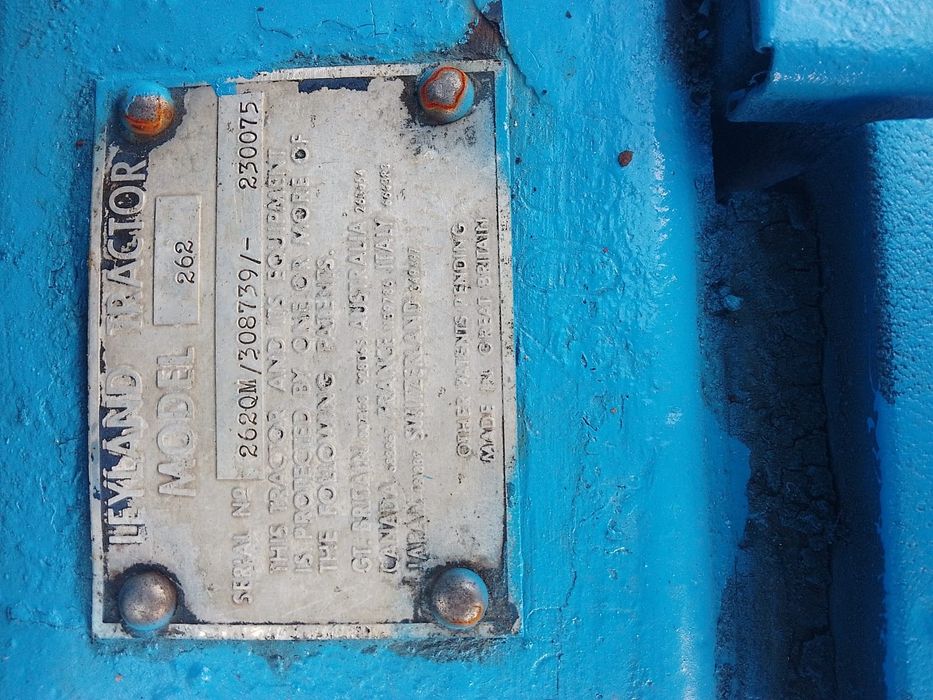 LEYLAND TRACTOR
MODEL 262
SERIAL Nº 262QM/308739/- 230075
THIS TRACTOR AND ITS EQUIPMENT
IS PROTECTED BY ONE OR MORE OF
THE FOLLOWING PATENTS.
GT. BRITAIN AUSTRALIA
CANADA FRANCE ITALY
JAPAN SWITZERLAND
OTHER PATENTS PENDING
MADE IN GREAT BRITAIN